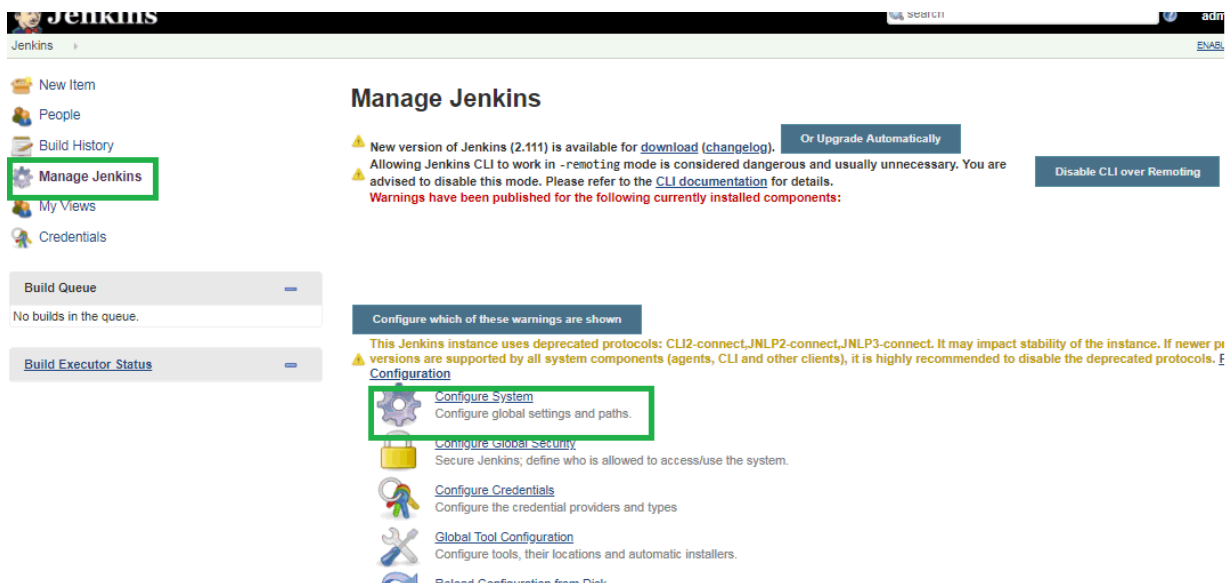 Jenkins
search
adm
Jenkins
ENABL
New Item
People
Build History
Manage Jenkins
My Views
Credentials
Build Queue
No builds in the queue.
Build Executor Status
Manage Jenkins
New version of Jenkins (2.111) is available for download (changelog). Or Upgrade Automatically
Allowing Jenkins CLI to work in -remoting mode is considered dangerous and usually unnecessary. You are
advised to disable this mode. Please refer to the CLI documentation for details.
Disable CLI over Remoting
Warnings have been published for the following currently installed components:
Configure which of these warnings are shown
This Jenkins instance uses deprecated protocols: CLI2-connect,JNLP2-connect,JNLP3-connect. It may impact stability of the instance. If newer pr
versions are supported by all system components (agents, CLI and other clients), it is highly recommended to disable the deprecated protocols.
Configuration
Configure System
Configure global settings and paths.
Configure Global Security
Secure Jenkins; define who is allowed to access/use the system.
Configure Credentials
Configure the credential providers and types
Global Tool Configuration
Configure tools, their locations and automatic installers.
Reload Configuration from Disk